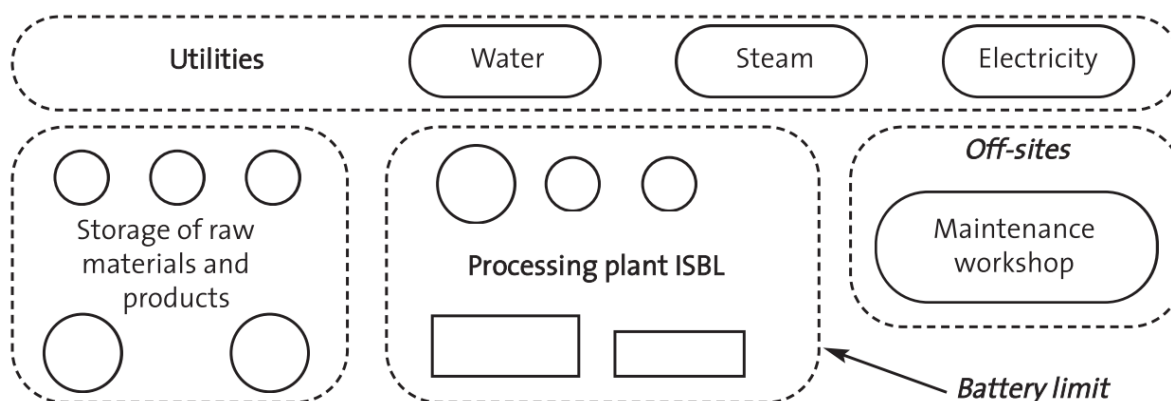 Utilities
Water
Steam
Electricity
Storage of raw
materials and
products
Processing plant ISBL
Off-sites
Maintenance
workshop
Battery limit